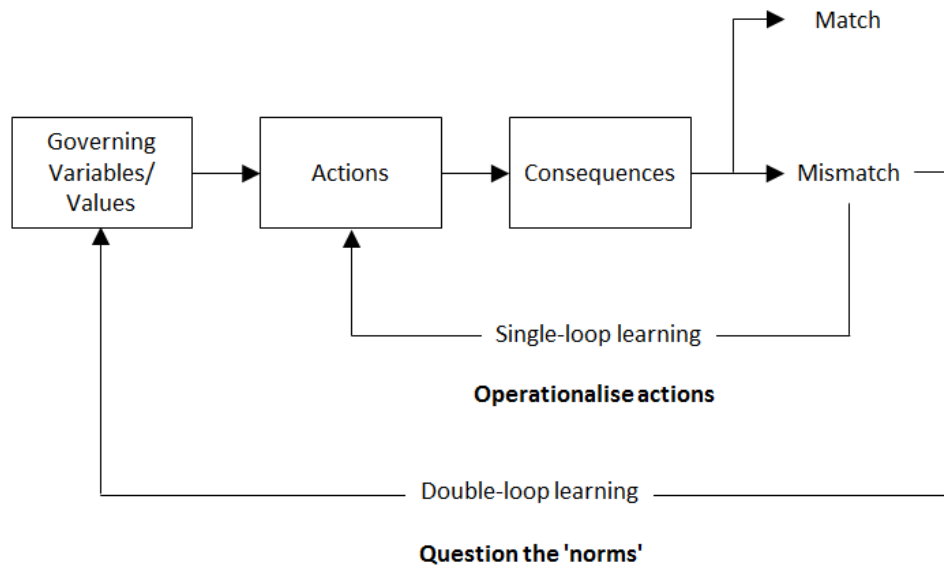 Match
Governing
Variables/
Values
Actions
Consequences
Mismatch
Single-loop learning
Operationalise actions
Double-loop learning
Question the 'norms'